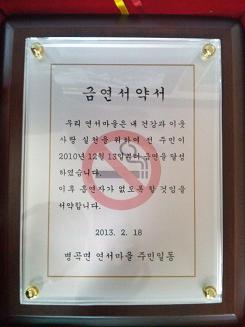 금연서약서
우리 연서마을은 내 건강과 이웃
사랑 실천을 위하여 전 주민이
2010년 12월 13일부터 금연을 달성
하였습니다.
이후 흡연자가 없도록 할 것임을
서약합니다.
2013. 2. 18
명곡면 연서마을 주민일동